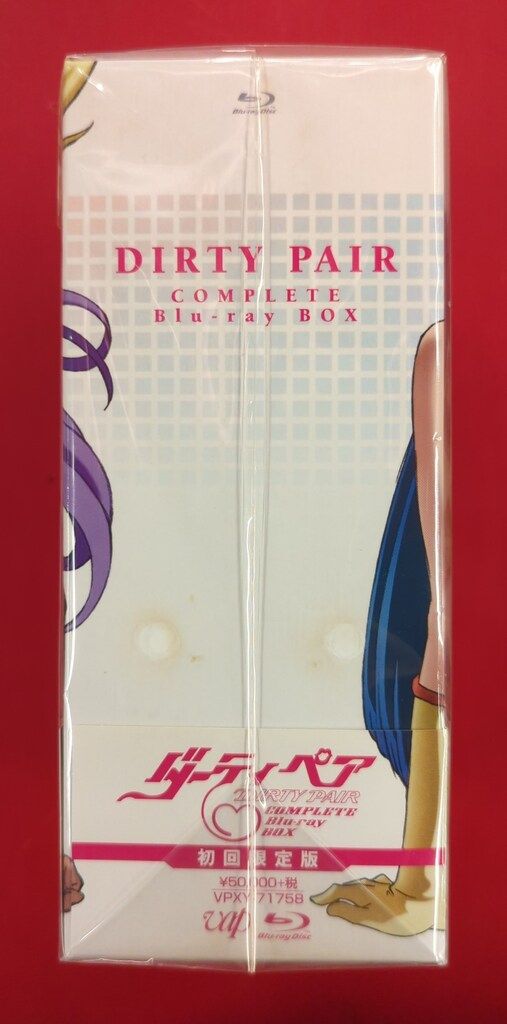 Blu-ray Disc
DIRTY PAIR
COMPLETE
Blu-ray BOX
ダーティペア
DIRTY PAIR
COMPLETE
Blu-ray
BOX
初回限定版
¥50,000+税
VPXY-71758
vap Blu-ray Disc